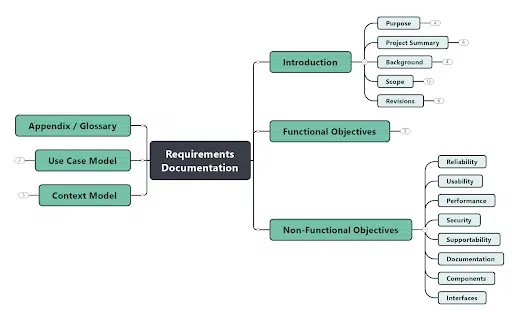 Purpose
Project Summary
Introduction
Background
Scope
Revisions
Appendix / Glossary
Functional Objectives
Use Case Model
Requirements
Documentation
Context Model
Non-Functional Objectives
Reliability
Usability
Performance
Security
Supportability
Documentation
Components
Interfaces